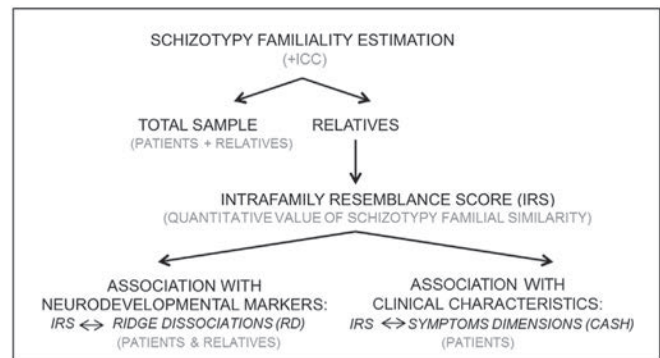 SCHIZOTYPY FAMILIALITY ESTIMATION
(+ICC)
TOTAL SAMPLE
(PATIENTS + RELATIVES)
RELATIVES
INTRAFAMILY RESEMBLANCE SCORE (IRS)
(QUANTITATIVE VALUE OF SCHIZOTYPY FAMILIAL SIMILARITY)
ASSOCIATION WITH
NEURODEVELOPMENTAL MARKERS:
IRS ↔ RIDGE DISSOCIATIONS (RD)
(PATIENTS & RELATIVES)
ASSOCIATION WITH
CLINICAL CHARACTERISTICS:
IRS ↔ SYMPTOMS DIMENSIONS (CASH)
(PATIENTS)